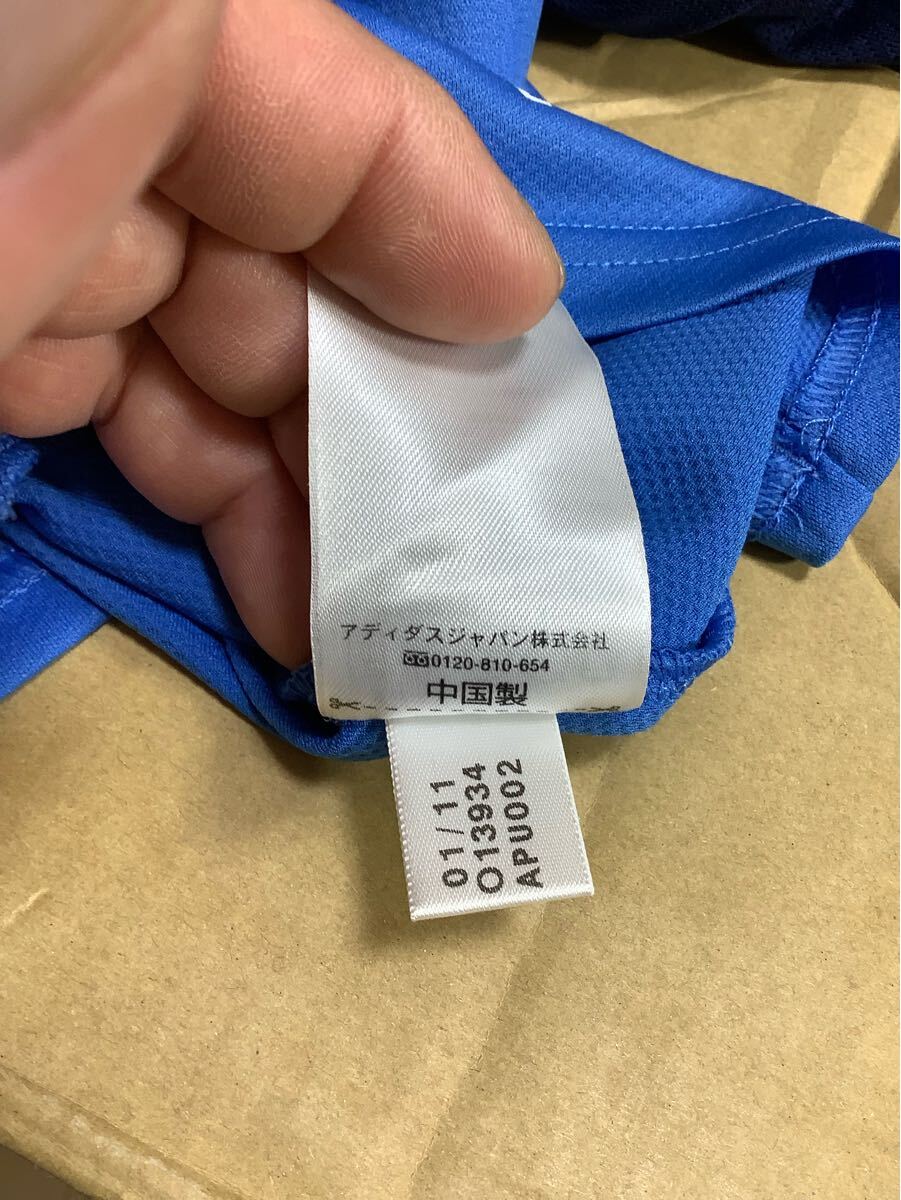 アディダスジャパン株式会社
0120-810-654
中国製
01/11
O13934
APU002